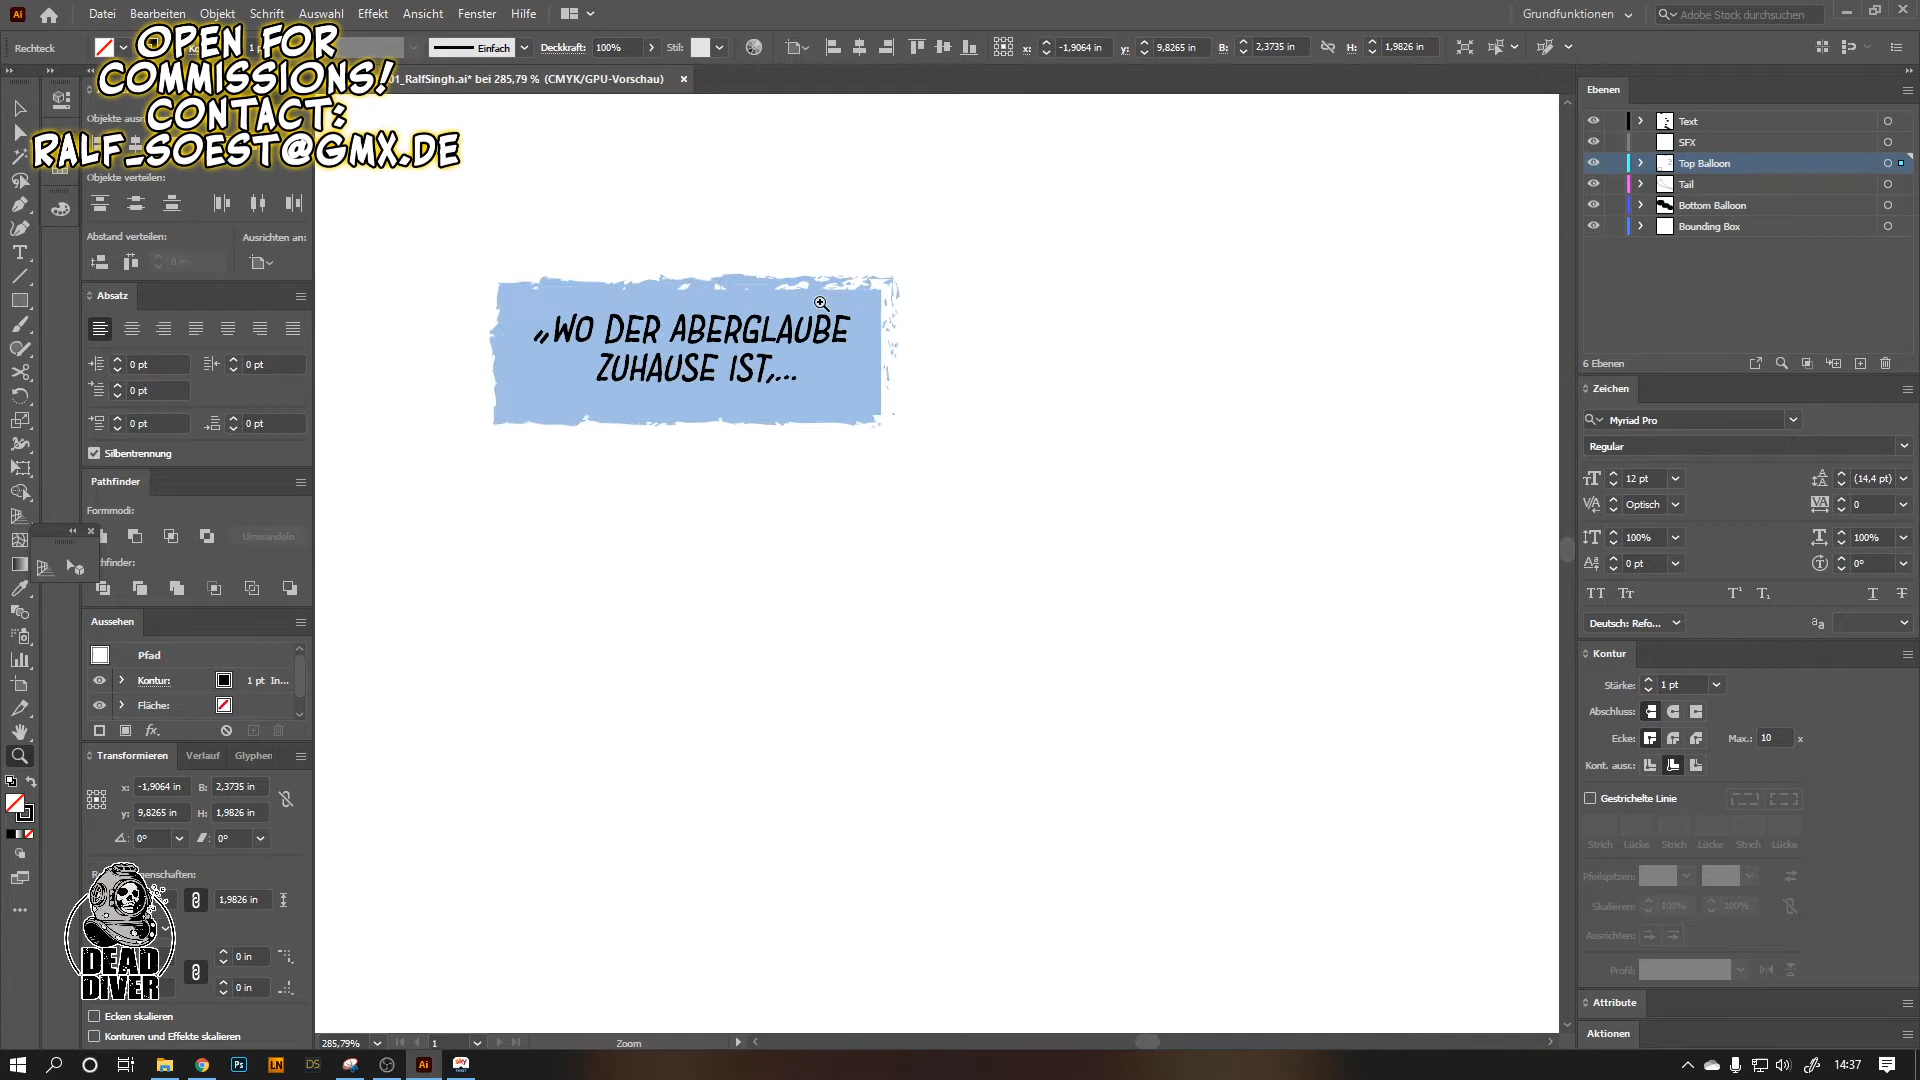 Datei Bearbeiten Objekt Schrift Auswahl Effekt Ansicht Fenster Hilfe
Grundfunktionen
Adobe Stock durchsuchen
Rechteck
Einfach
Deckkraft: 100%
Stil:
x: -1,9064 in
y: 9,8265 in
B: 2,3735 in
H: 1,9826 in
OPEN FOR
COMMISSIONS!
CONTACT:
RALF_SOEST@GMX.DE
01_RalfSingh.ai* bei 285,79 % (CMYK/GPU-Vorschau)
Objekte verteilen:
Abstand verteilen:
Ausrichten an:
0 in
Absatz
0 pt
0 pt
0 pt
0 pt
0 pt
Silbentrennung
Pathfinder
Formmodi:
Umwandeln
Aussehen
Pfad
Kontur:
1 pt In...
Fläche:
fx.
Transformieren Verlauf Glyphen
x: -1,9064 in B: 2,3735 in
y: 9,8265 in H: 1,9826 in
0° 0°
1,9826 in
0 in
0 in
Ecken skalieren
Konturen und Effekte skalieren
DEAD
DIVER
„WO DER ABERGLAUBE
ZUHAUSE IST,...
285,79%
1
Zoom
Ebenen
Text
SFX
Top Balloon
Tail
Bottom Balloon
Bounding Box
6 Ebenen
Zeichen
Myriad Pro
Regular
12 pt (14,4 pt)
Optisch 0
100% 100%
0 pt 0°
Deutsch: Refo...
Kontur
Stärke: 1 pt
Abschluss:
Ecke: Max.: 10 x
Kont. ausr.:
Gestrichelte Linie
Strich Lücke Strich Lücke Strich Lücke
Pfeilspitzen:
Skalieren: 100% 100%
Ausrichten:
Profil:
Attribute
Aktionen
Ps
LN
DS
Ai
sky
14:37